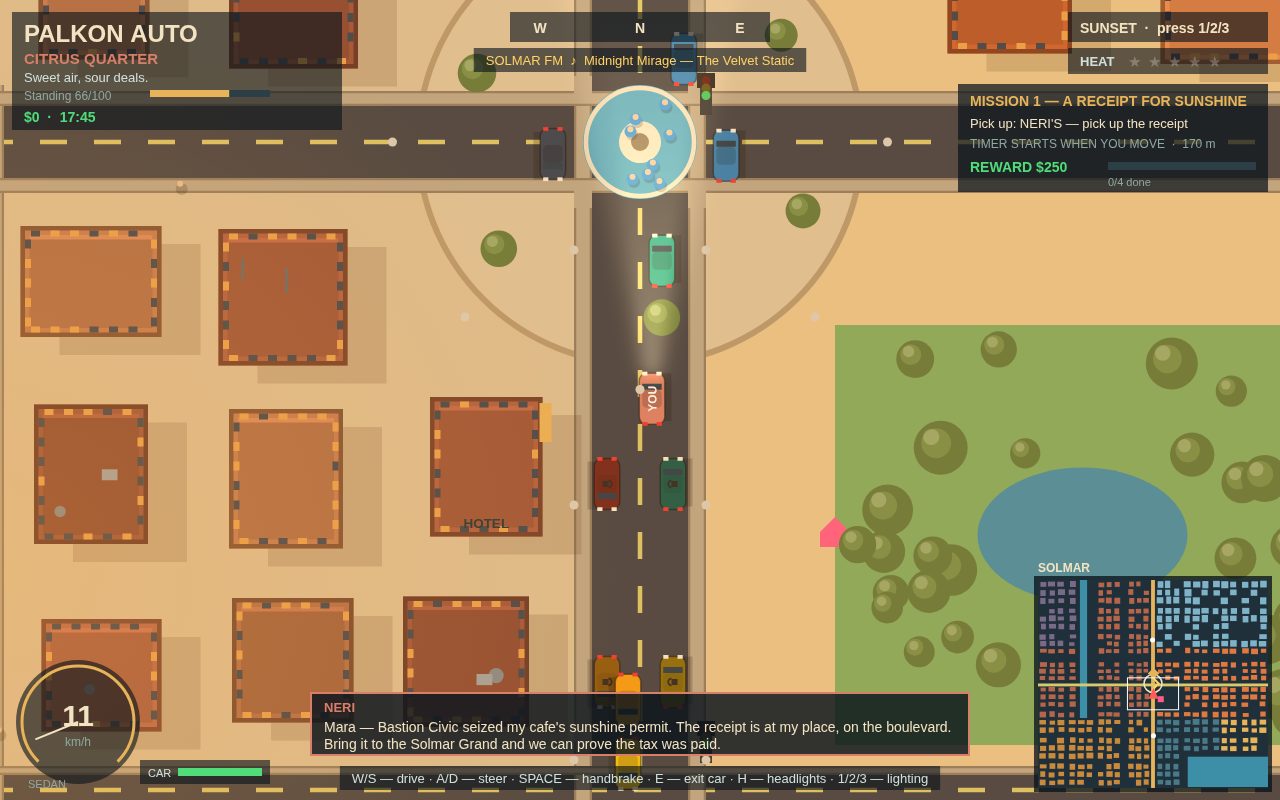 PALKON AUTO
CITRUS QUARTER
Sweet air, sour deals.
Standing 66/100
$0 · 17:45
W N E
SOLMAR FM ♪ Midnight Mirage — The Velvet Static
SUNSET · press 1/2/3
HEAT ★ ★ ★ ★ ★
MISSION 1 — A RECEIPT FOR SUNSHINE
Pick up: NERI'S — pick up the receipt
TIMER STARTS WHEN YOU MOVE · 170 m
REWARD $250
0/4 done
YOU
HOTEL
SOLMAR
11
km/h
SEDAN
CAR
NERI
Mara — Bastion Civic seized my cafe's sunshine permit. The receipt is at my place, on the boulevard.
Bring it to the Solmar Grand and we can prove the tax was paid.
W/S — drive · A/D — steer · SPACE — handbrake · E — exit car · H — headlights · 1/2/3 — lighting